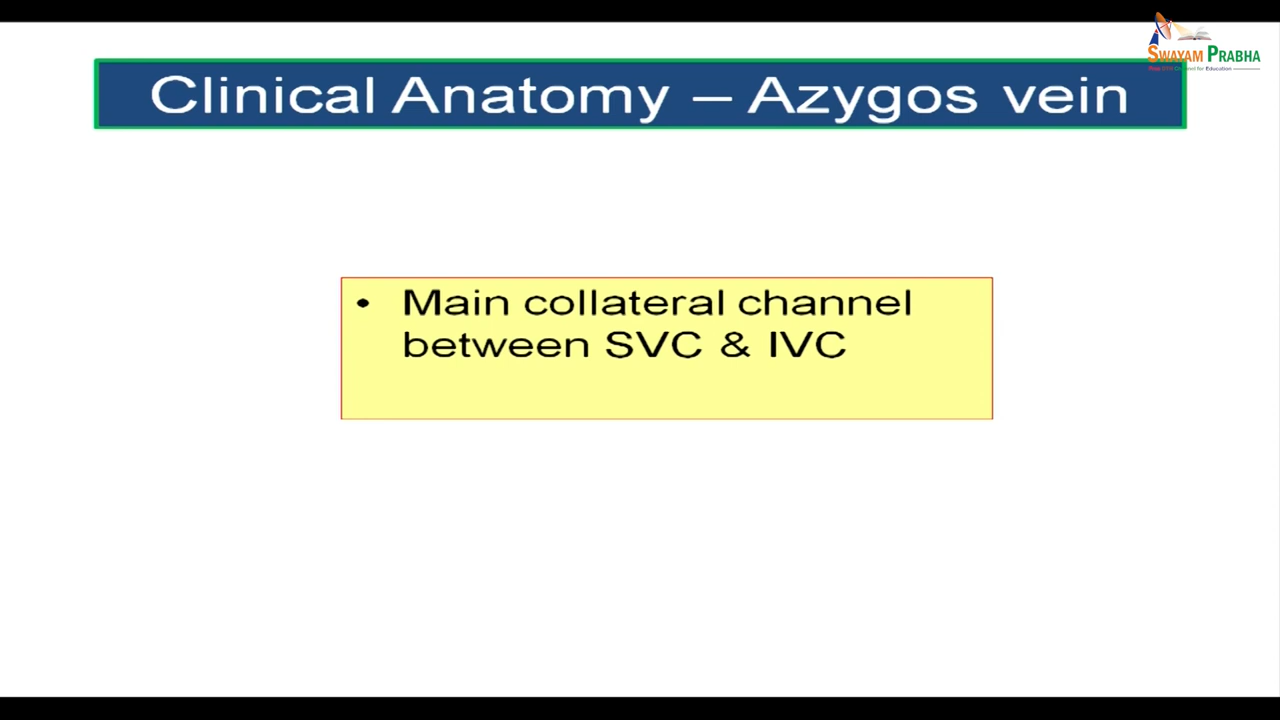 SWAYAM PRABHA
Clinical Anatomy – Azygos vein
• Main collateral channel
between SVC & IVC